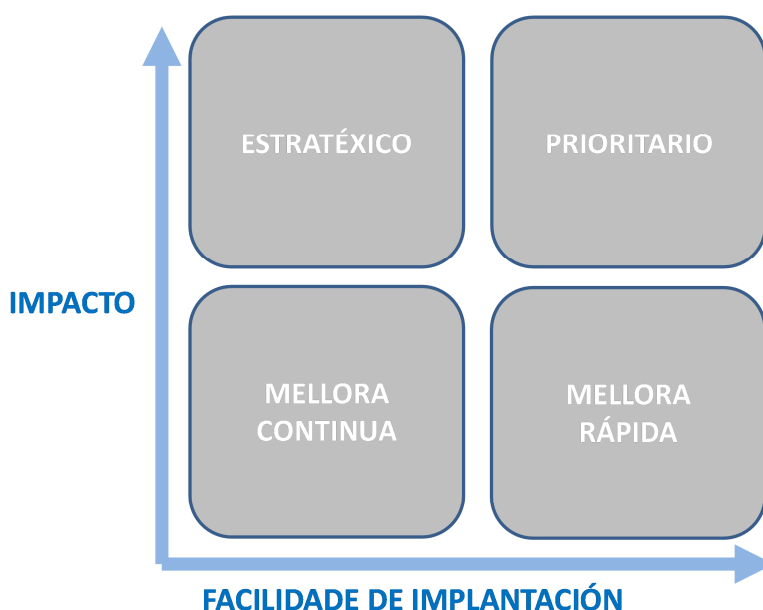 ESTRATÉXICO
PRIORITARIO
IMPACTO
MELLORA
CONTINUA
MELLORA
RÁPIDA
FACILIDADE DE IMPLANTACIÓN